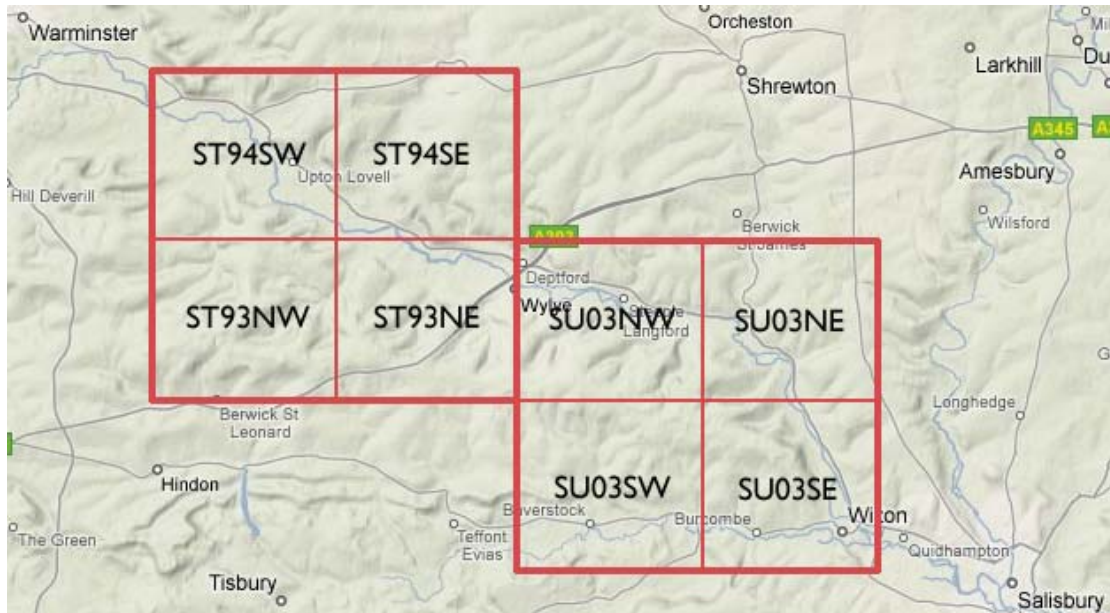 Warminster
Orcheston
Larkhill
Shrewton
A345
Amesbury
ST94SW
ST94SE
Upton Lovell
Hill Deverill
Berwick
St James
Wilsford
A303
Deptford
Wylye
ST93NW
ST93NE
SU03NW
SU03NE
Steeple
Langford
Berwick St
Leonard
Longhedge
Hindon
SU03SW
SU03SE
Baverstock
Burcombe
Wilton
The Green
Teffont
Evias
Quidhampton
Tisbury
Salisbury